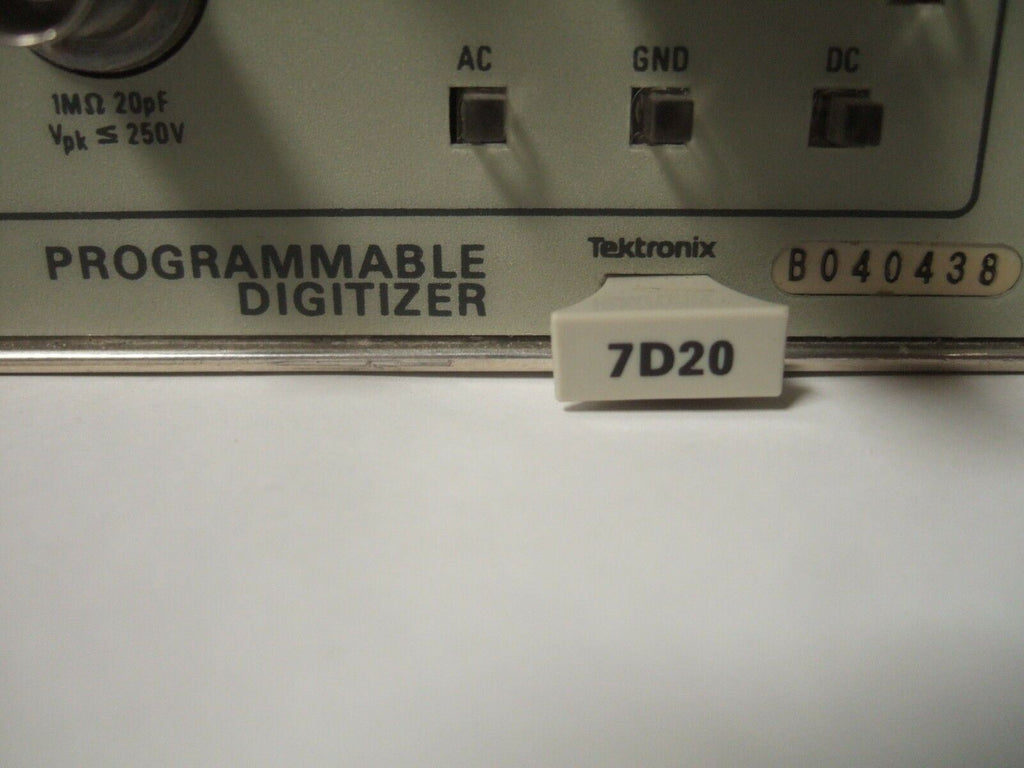 AC GND DC
1MΩ 20pF
Vpk ≤ 250V
PROGRAMMABLE
DIGITIZER
Tektronix
B040438
7D20